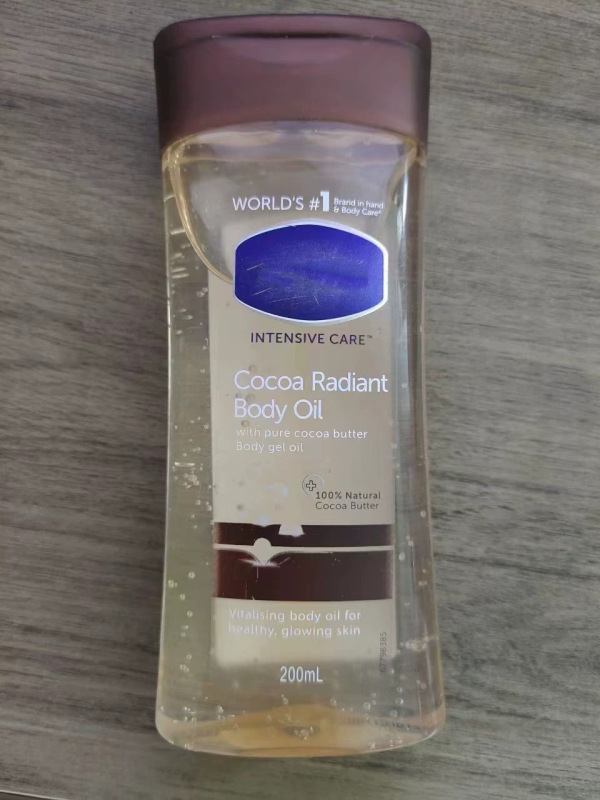 WORLD'S #1 Brand in hand
& Body Care*
INTENSIVE CARE™
Cocoa Radiant
Body Oil
with pure cocoa butter
Body gel oil
100% Natural
Cocoa Butter
Vitalising body oil for
healthy, glowing skin
200mL